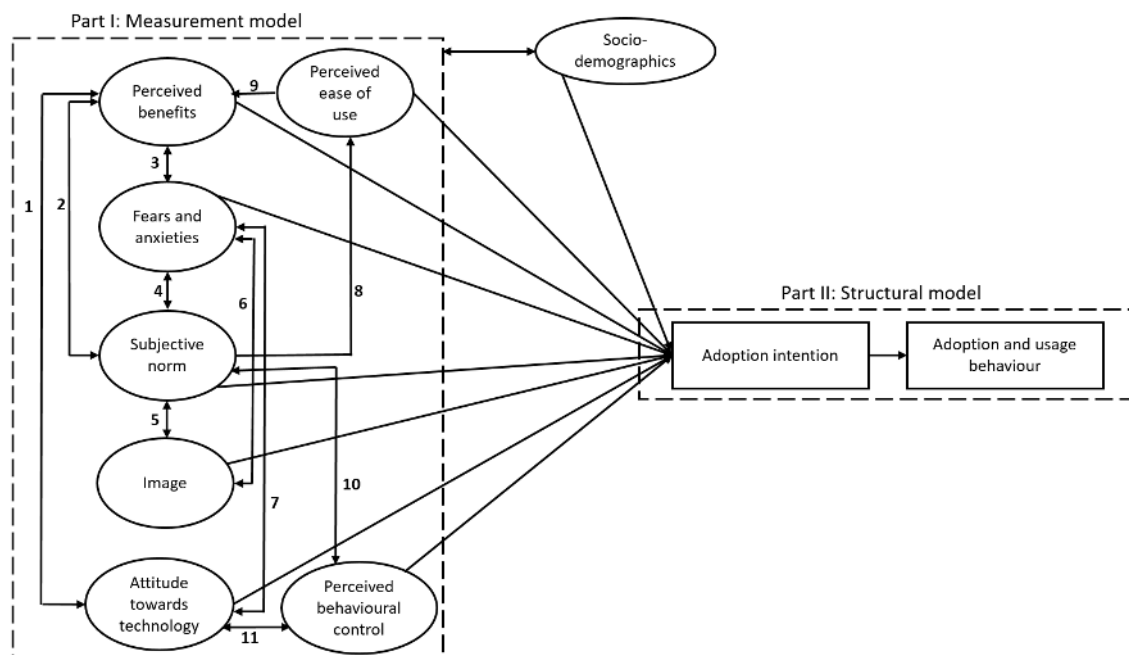 Part I: Measurement model
Socio-
demographics
Perceived
benefits
9
Perceived
ease of
use
3
1
2
Fears and
anxieties
4
6
8
Part II: Structural model
Subjective
norm
Adoption intention
Adoption and usage
behaviour
5
Image
10
7
Attitude
towards
technology
Perceived
behavioural
control
11